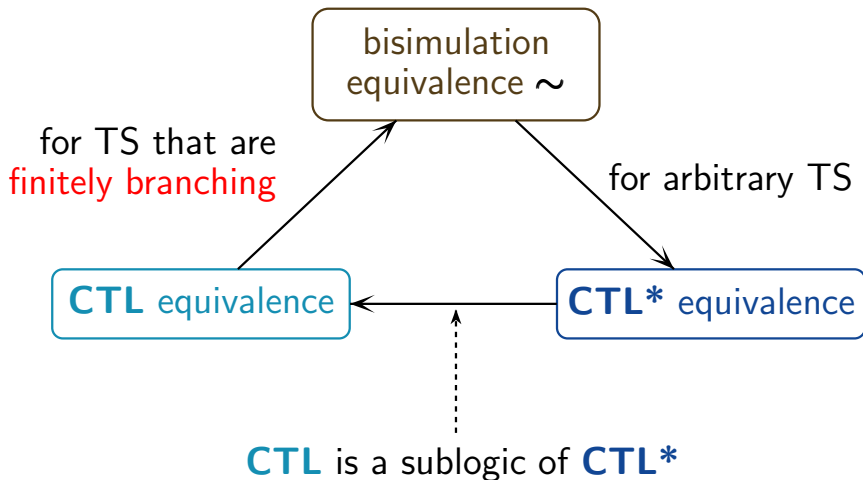 bisimulation
equivalence ∼
for TS that are
finitely branching
for arbitrary TS
CTL equivalence
CTL* equivalence
CTL is a sublogic of CTL*